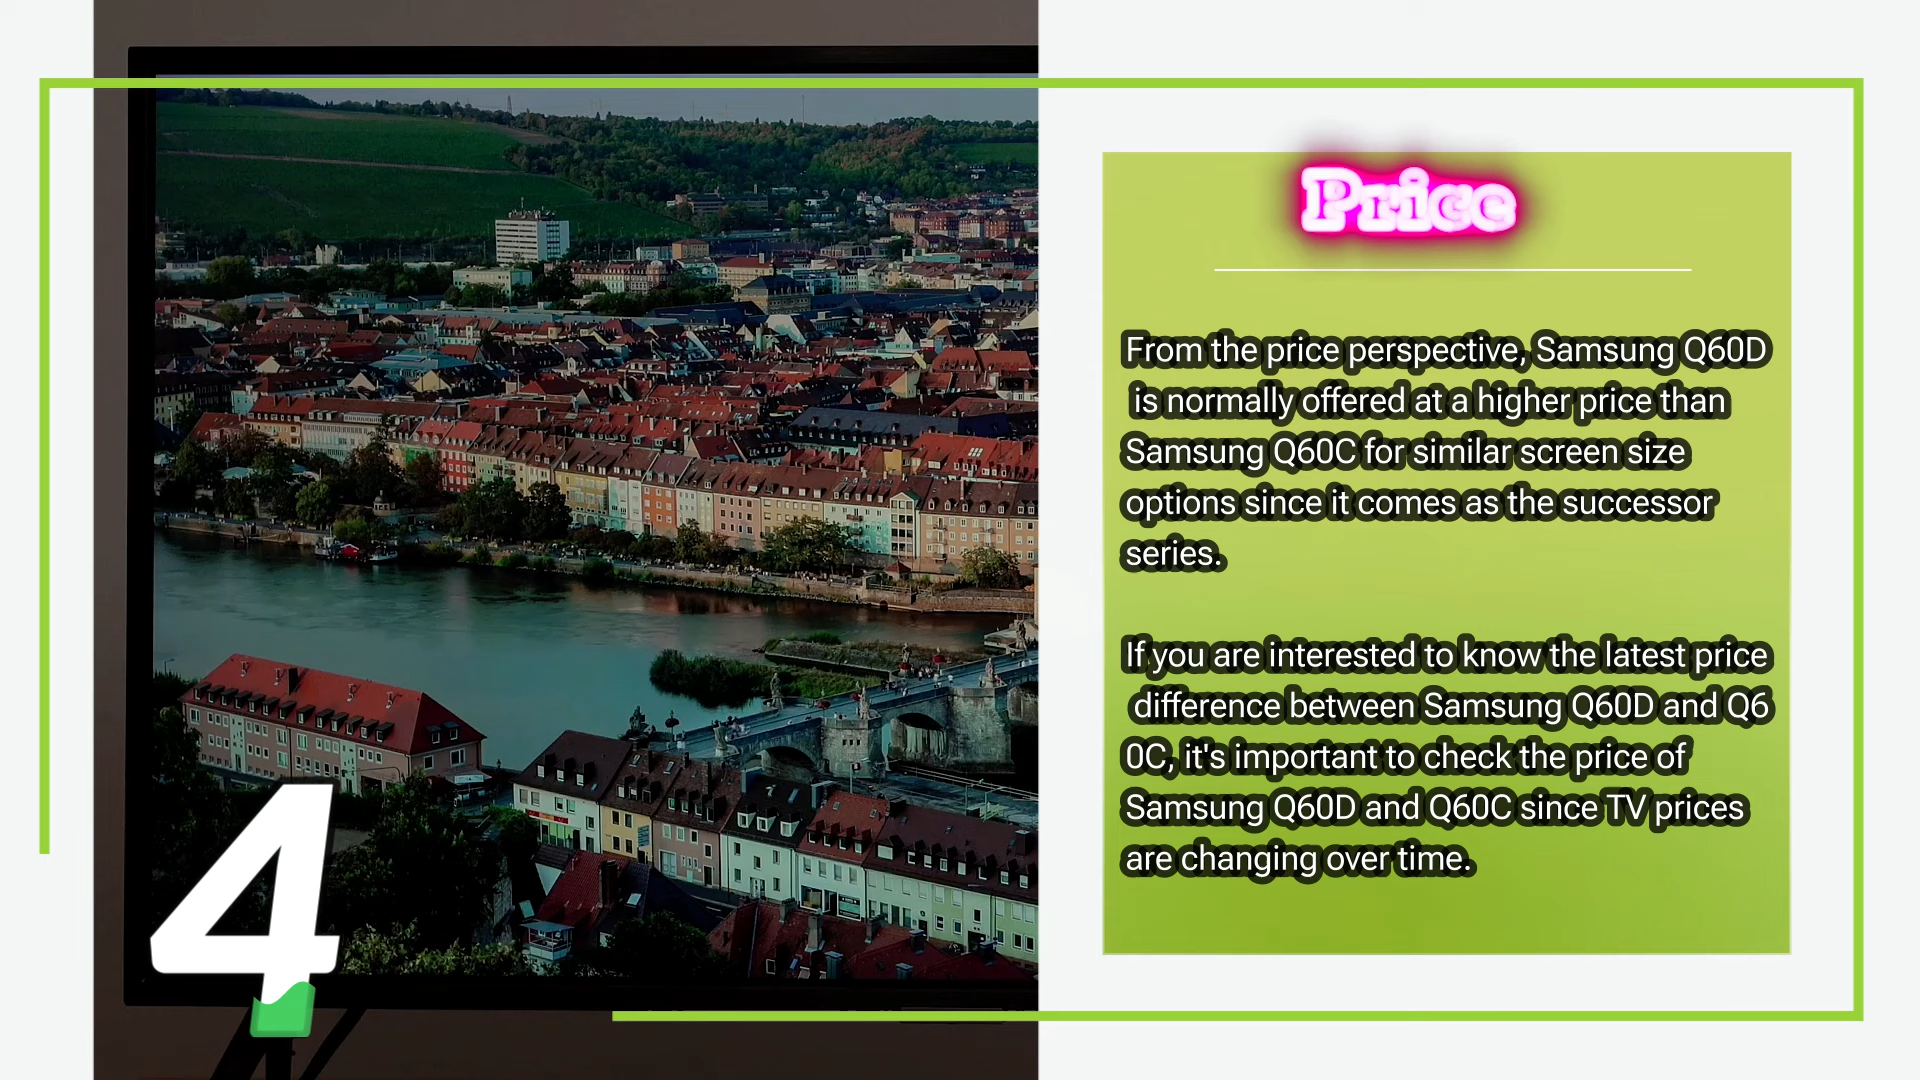 Price
From the price perspective, Samsung Q60D
is normally offered at a higher price than
Samsung Q60C for similar screen size
options since it comes as the successor
series.
If you are interested to know the latest price
difference between Samsung Q60D and Q6
0C, it's important to check the price of
Samsung Q60D and Q60C since TV prices
are changing over time.
4